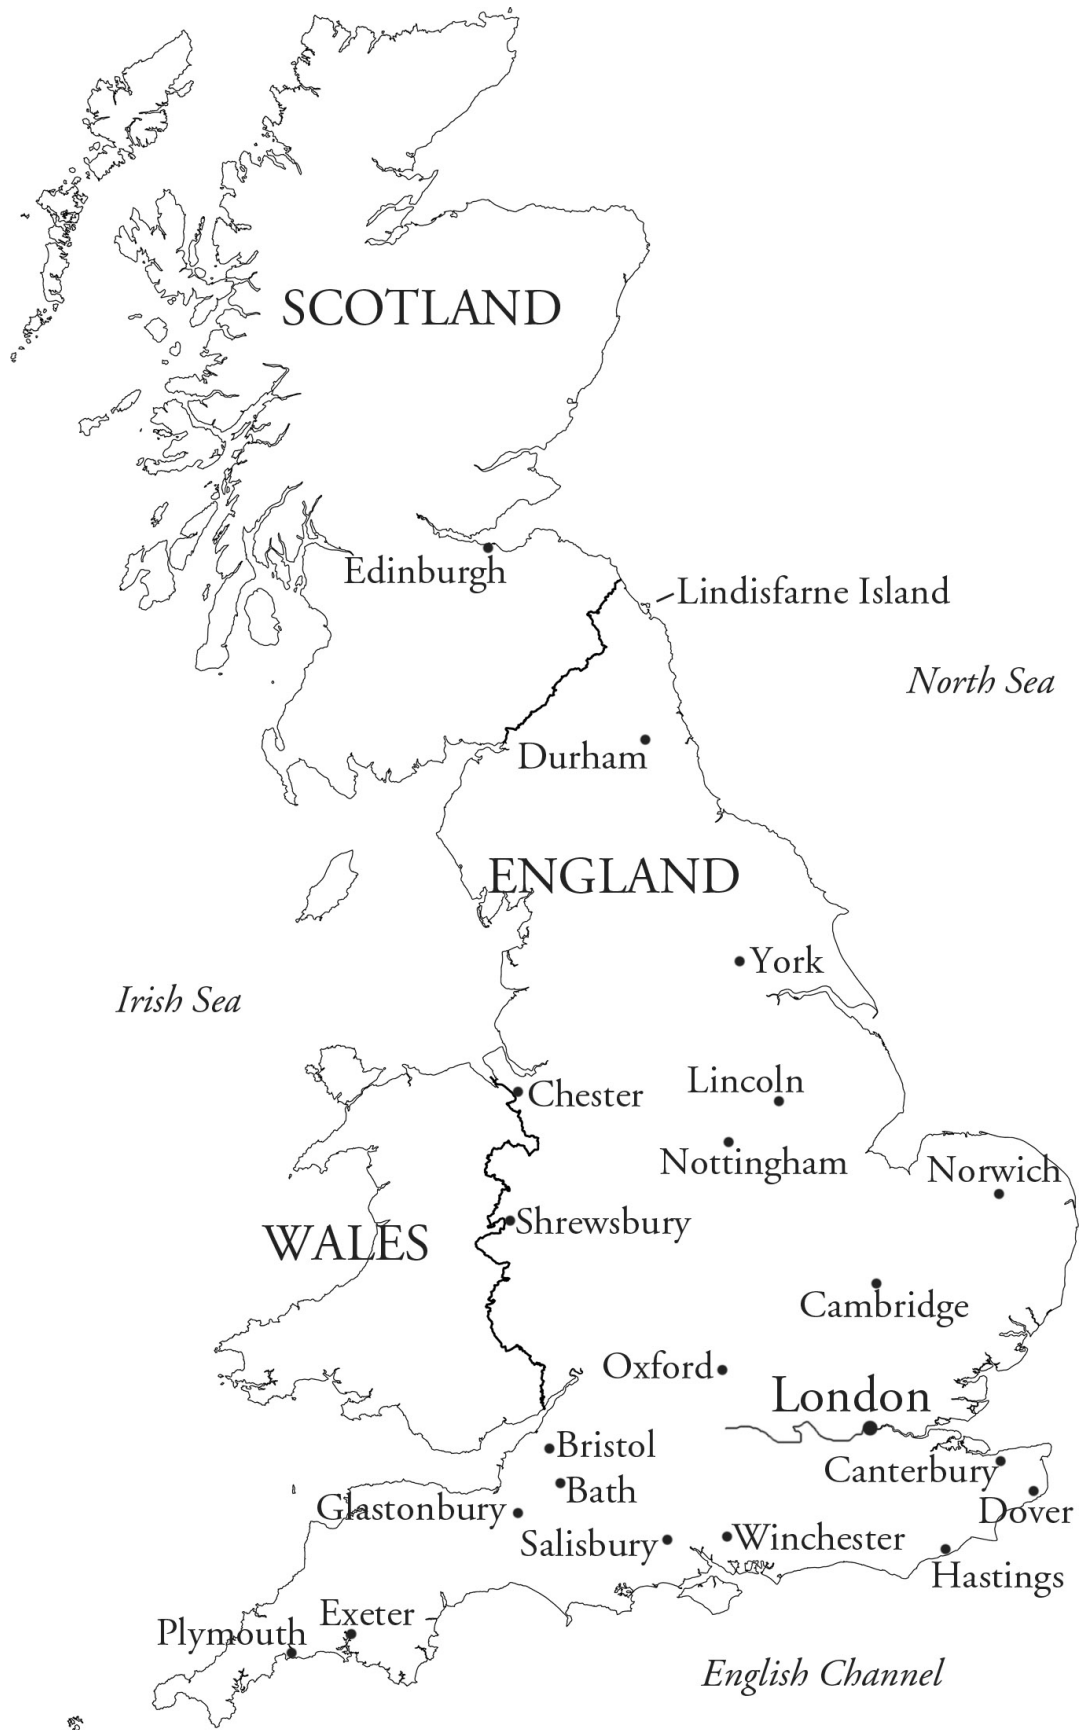 SCOTLAND
Edinburgh
Lindisfarne Island
North Sea
Durham
ENGLAND
York
Irish Sea
Lincoln
Chester
Nottingham
Norwich
Shrewsbury
WALES
Cambridge
Oxford
London
Bristol
Canterbury
Bath
Glastonbury
Dover
Salisbury
Winchester
Hastings
Exeter
Plymouth
English Channel